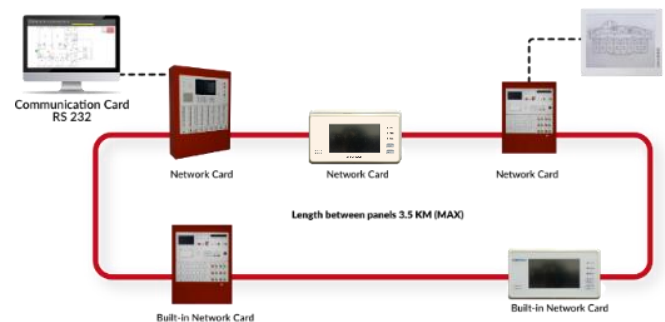 Communication Card
RS 232
Network Card
Network Card
Network Card
Length between panels 3.5 KM (MAX)
Built-in Network Card
Built-in Network Card